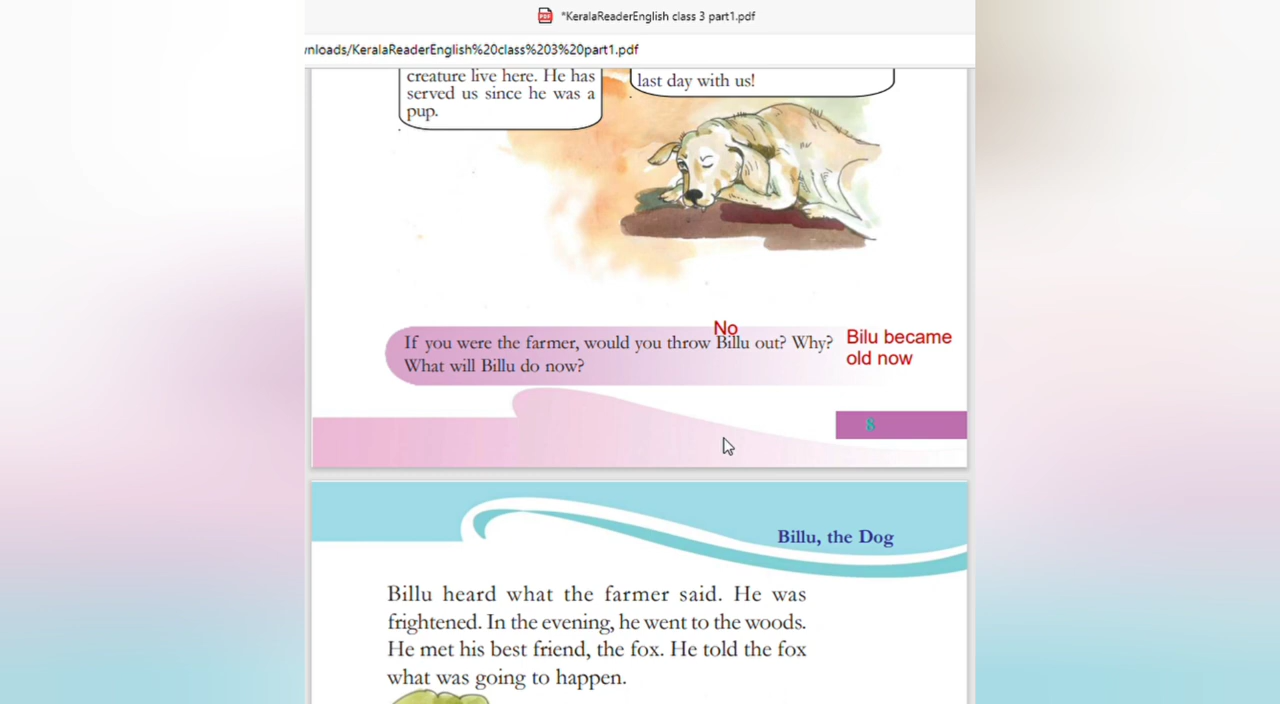 *KeralaReaderEnglish class 3 part1.pdf
nloads/KeralaReaderEnglish%20class%203%20part1.pdf
creature live here. He has
served us since he was a
pup.
last day with us!
No
If you were the farmer, would you throw Billu out? Why?
What will Billu do now?
Bilu became
old now
8
Billu, the Dog
Billu heard what the farmer said. He was
frightened. In the evening, he went to the woods.
He met his best friend, the fox. He told the fox
what was going to happen.